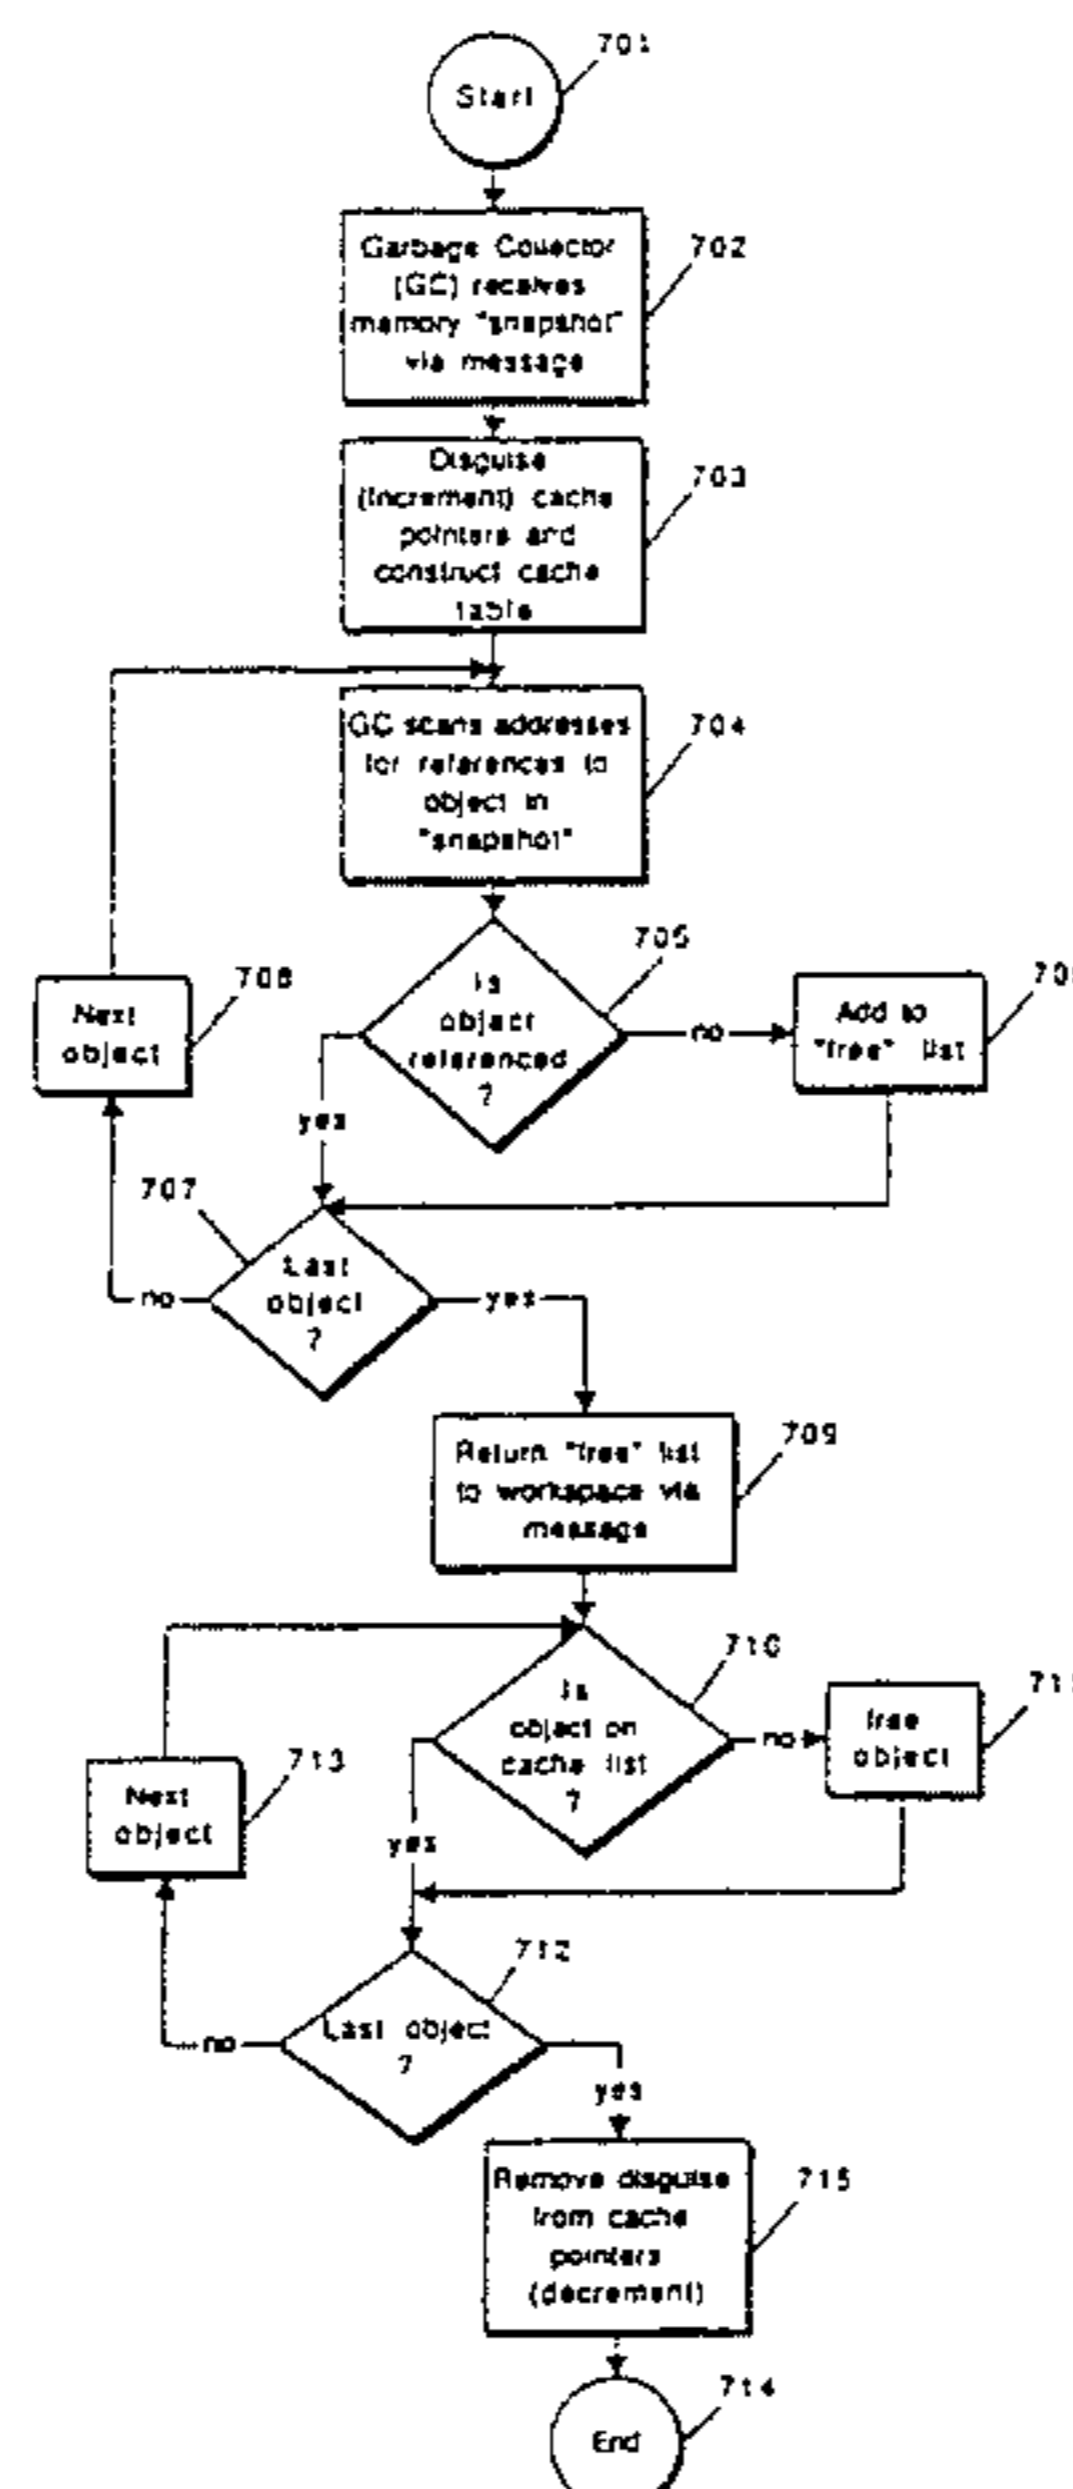 701
Start
Garbage Collector
(GC) receives
memory "snapshot"
via message
702
Disguise
(Increment) cache
pointers and
construct cache
table
703
GC scans addresses
for references to
object in
"snapshot"
704
705
Is
object
referenced
?
no
Add to
"free" list
708
Next
object
yes
707
Last
object
?
no
yes
Return "free" list
to workspace via
message
709
710
Is
object on
cache list
?
no
free
object
713
Next
object
yes
712
Last object
?
no
yes
Remove disguise
from cache
pointers
(decrement)
715
714
End